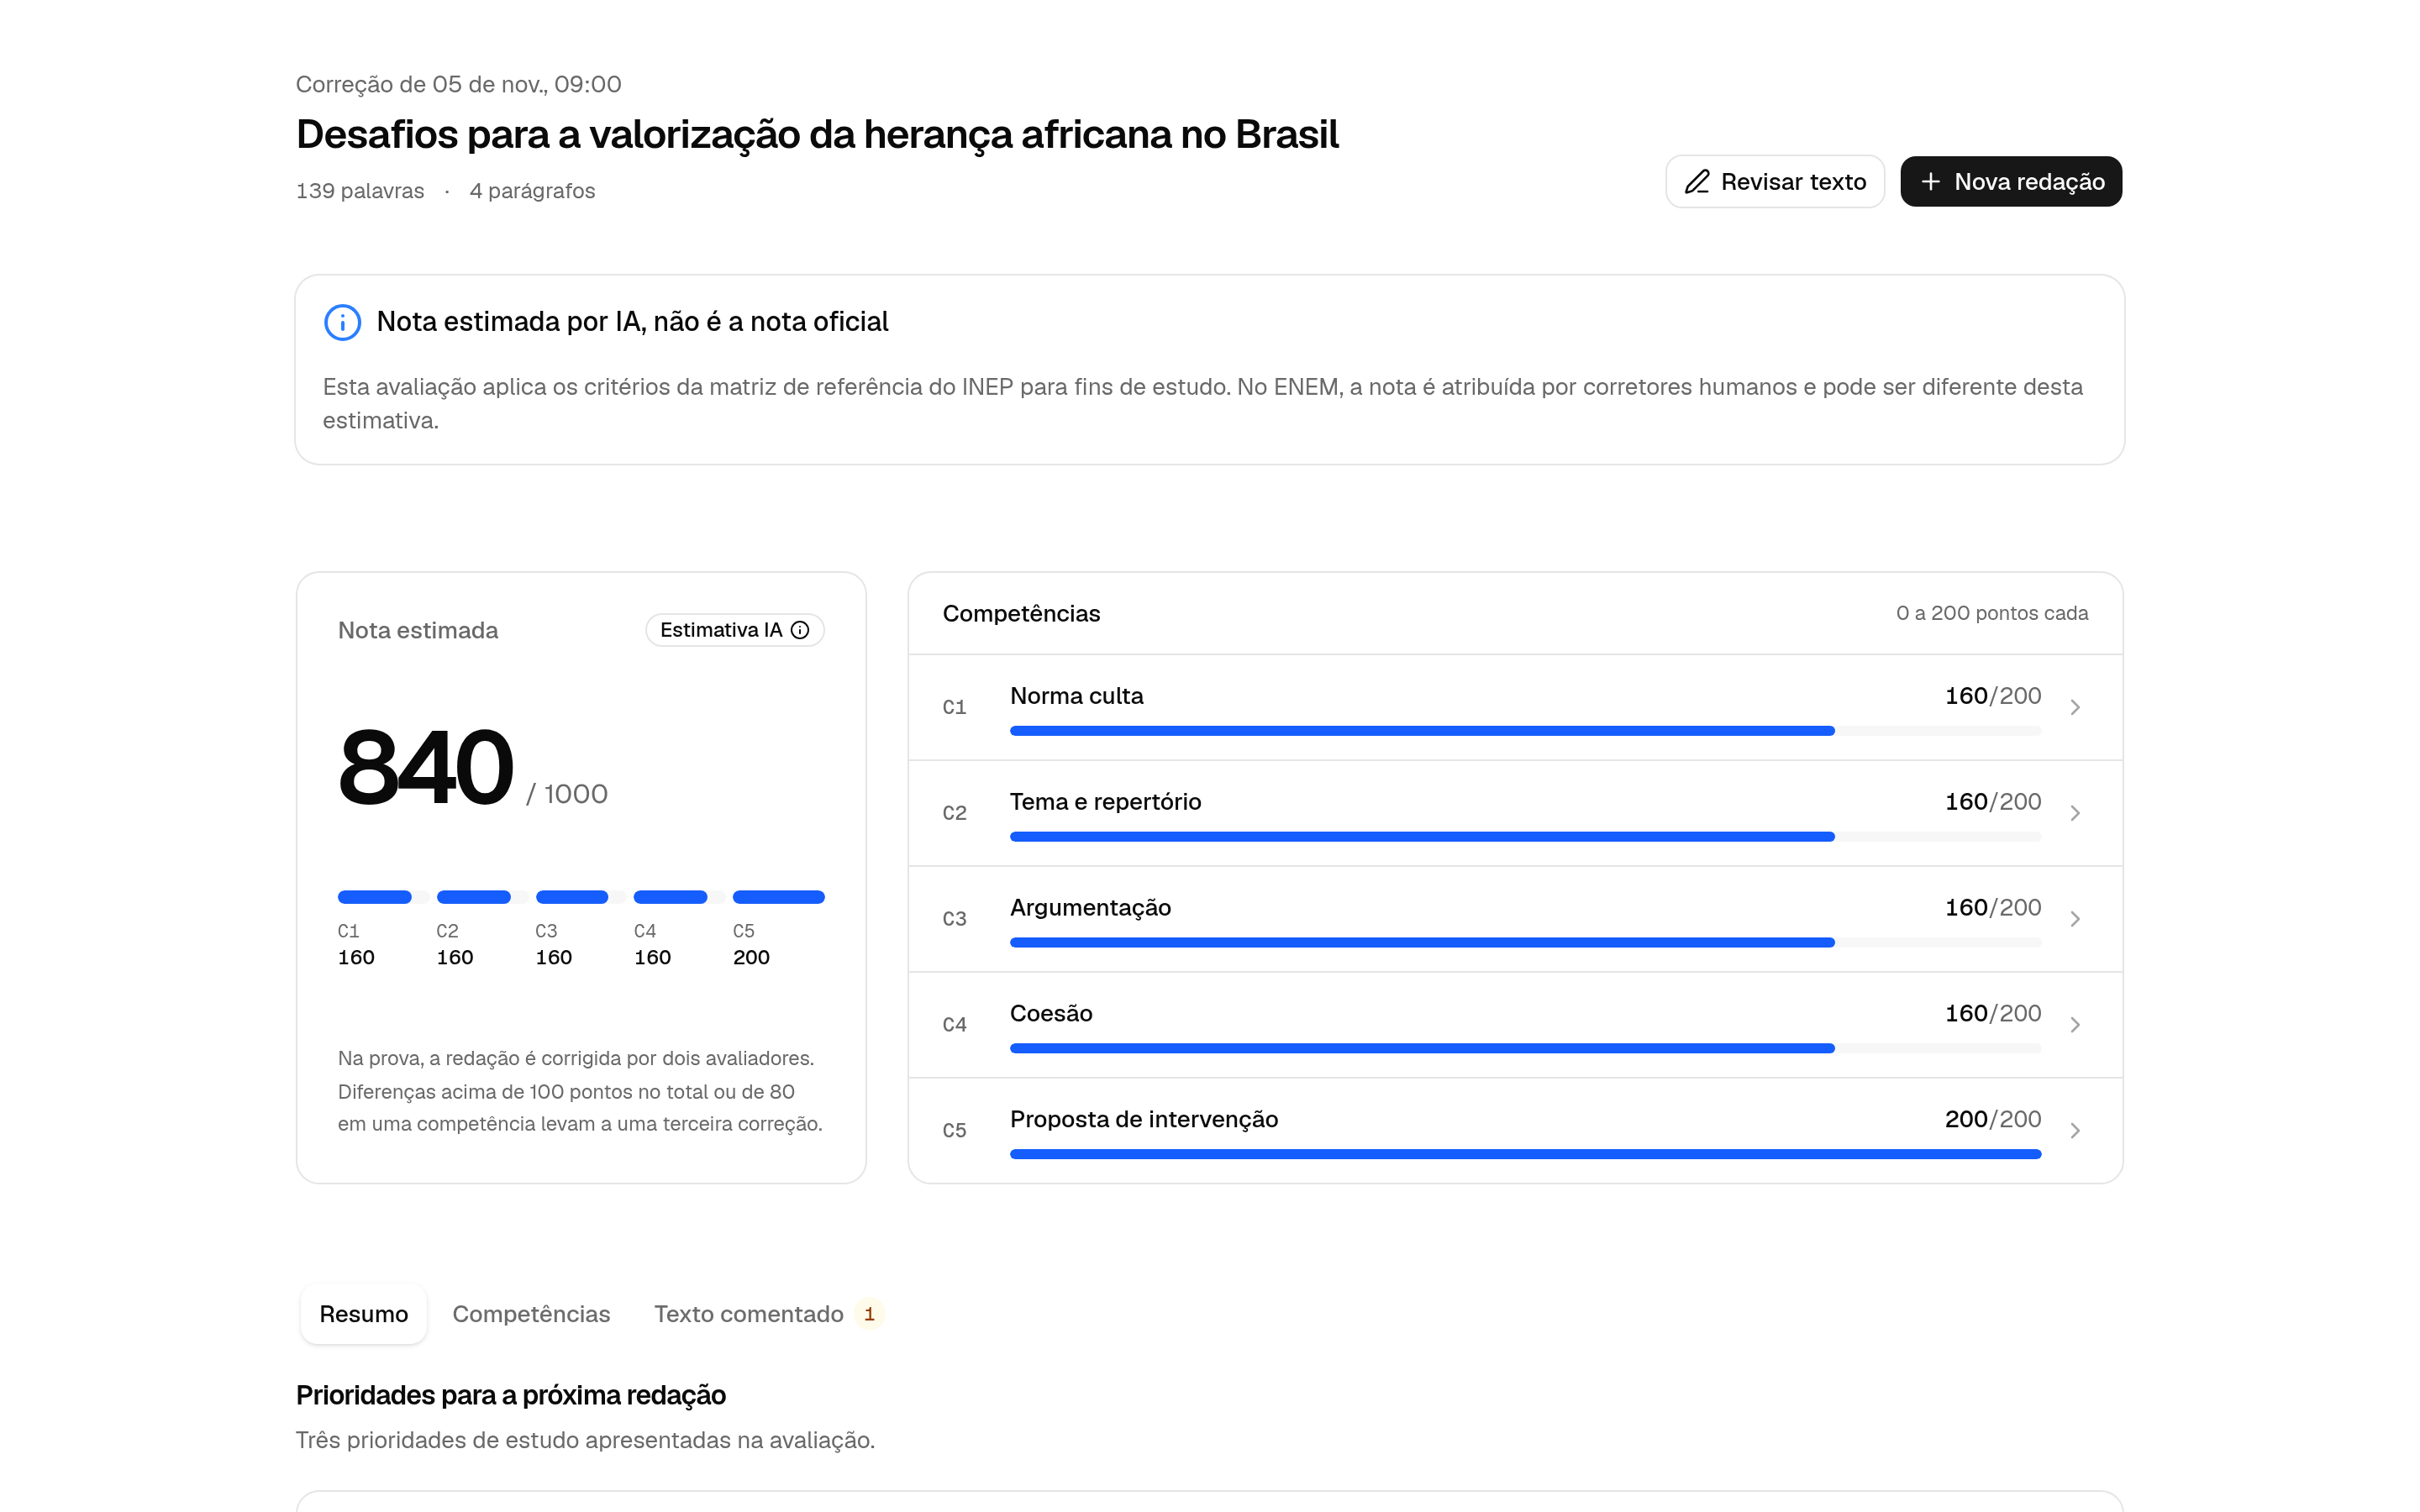 Correção de 05 de nov., 09:00
Desafios para a valorização da herança africana no Brasil
139 palavras · 4 parágrafos
Revisar texto
Nova redação
Nota estimada por IA, não é a nota oficial
Esta avaliação aplica os critérios da matriz de referência do INEP para fins de estudo. No ENEM, a nota é atribuída por corretores humanos e pode ser diferente desta
estimativa.
Nota estimada
Estimativa IA
840 / 1000
C1 C2 C3 C4 C5
160 160 160 160 200
Na prova, a redação é corrigida por dois avaliadores.
Diferenças acima de 100 pontos no total ou de 80
em uma competência levam a uma terceira correção.
Competências 0 a 200 pontos cada
C1 Norma culta 160/200
C2 Tema e repertório 160/200
C3 Argumentação 160/200
C4 Coesão 160/200
C5 Proposta de intervenção 200/200
Resumo Competências Texto comentado 1
Prioridades para a próxima redação
Três prioridades de estudo apresentadas na avaliação.